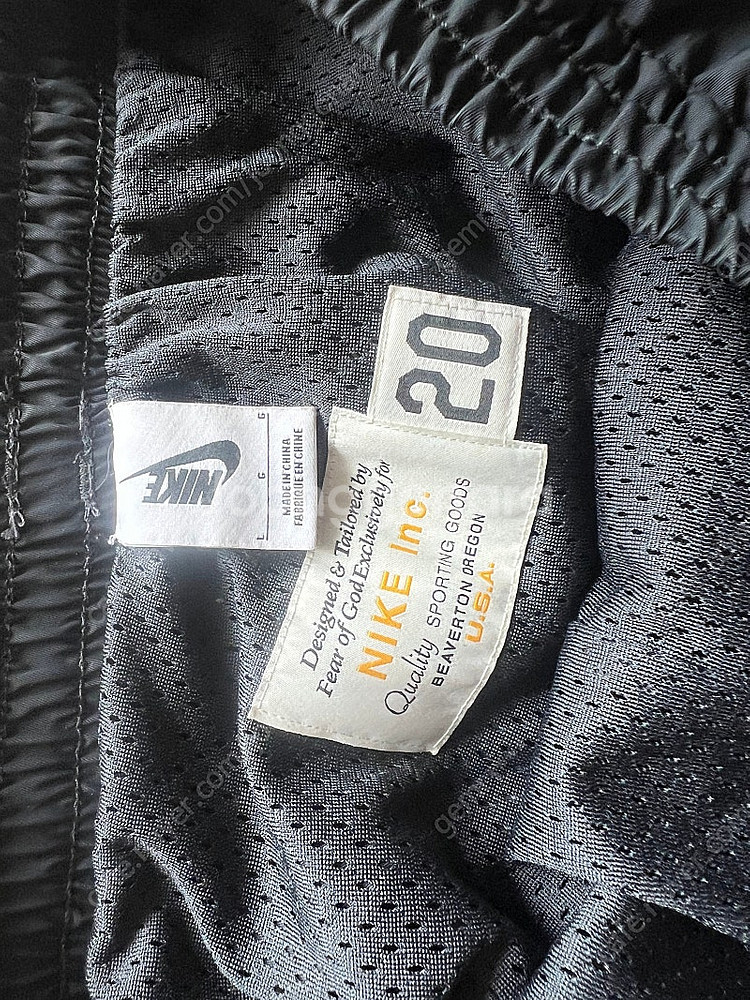 20
Designed & Tailored by
Fear of God Exclusively for
NIKE Inc.
Quality SPORTING GOODS
BEAVERTON OREGON
U.S.A.
NIKE
L G G
MADE IN CHINA
FABRIQUE EN CHINE